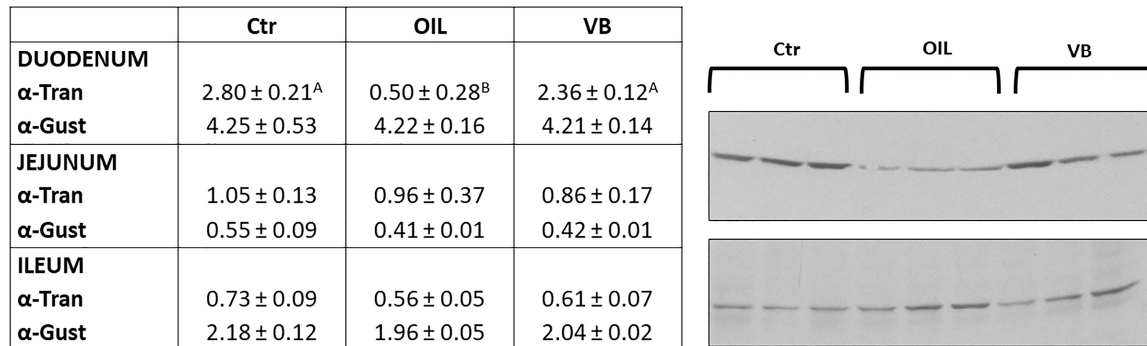 Ctr OIL VB
DUODENUM
α-Tran 2.80 ± 0.21ᴬ 0.50 ± 0.28ᴮ 2.36 ± 0.12ᴬ
α-Gust 4.25 ± 0.53 4.22 ± 0.16 4.21 ± 0.14
JEJUNUM
α-Tran 1.05 ± 0.13 0.96 ± 0.37 0.86 ± 0.17
α-Gust 0.55 ± 0.09 0.41 ± 0.01 0.42 ± 0.01
ILEUM
α-Tran 0.73 ± 0.09 0.56 ± 0.05 0.61 ± 0.07
α-Gust 2.18 ± 0.12 1.96 ± 0.05 2.04 ± 0.02
Ctr OIL VB